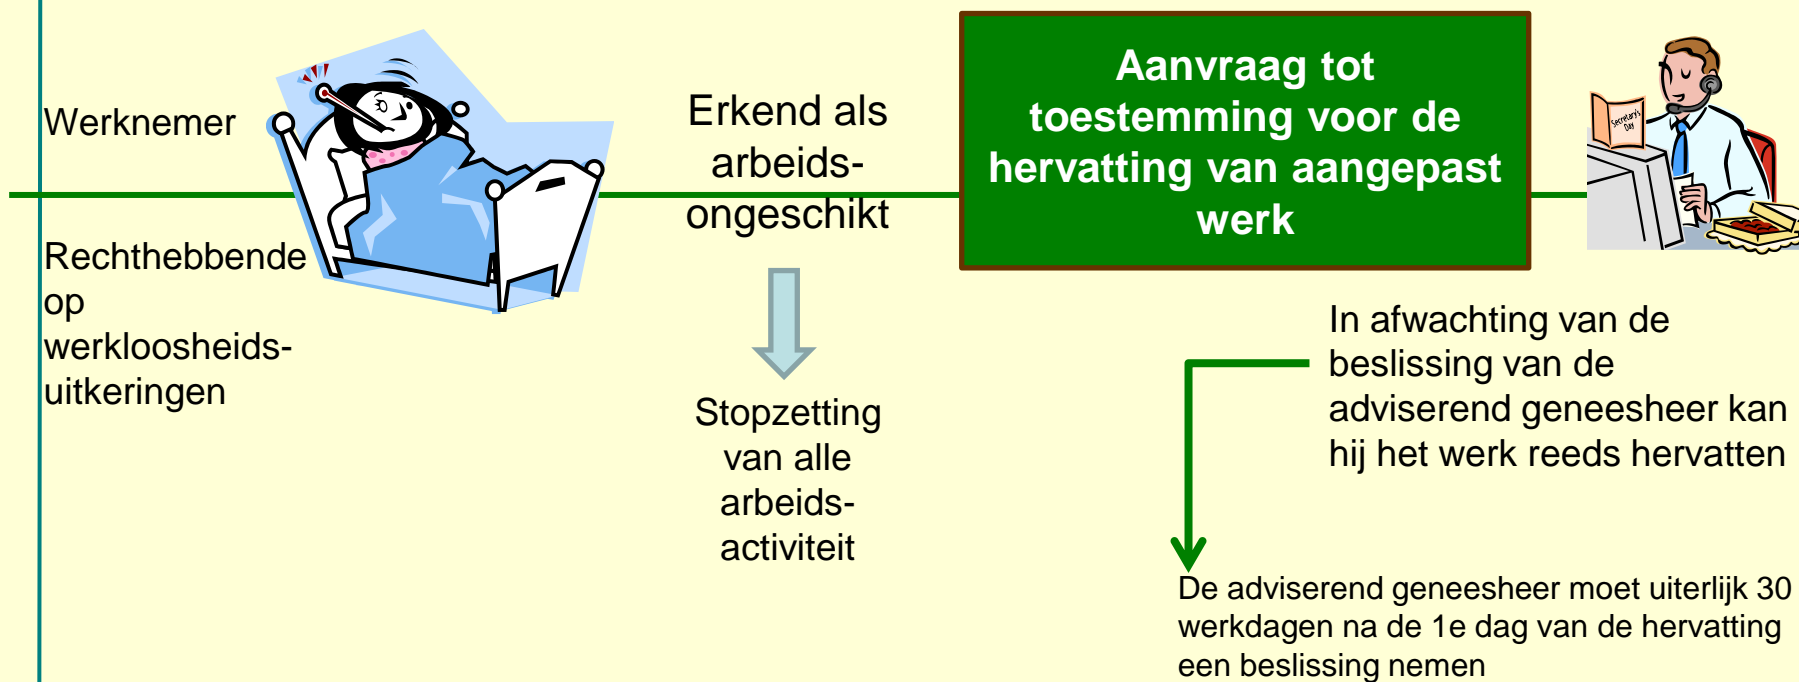 Werknemer
Rechthebbende
op
werkloosheids-
uitkeringen
Erkend als
arbeids-
ongeschikt
Stopzetting
van alle
arbeids-
activiteit
Aanvraag tot
toestemming voor de
hervatting van aangepast
werk
Secretary's
Day
In afwachting van de
beslissing van de
adviserend geneesheer kan
hij het werk reeds hervatten
De adviserend geneesheer moet uiterlijk 30
werkdagen na de 1e dag van de hervatting
een beslissing nemen